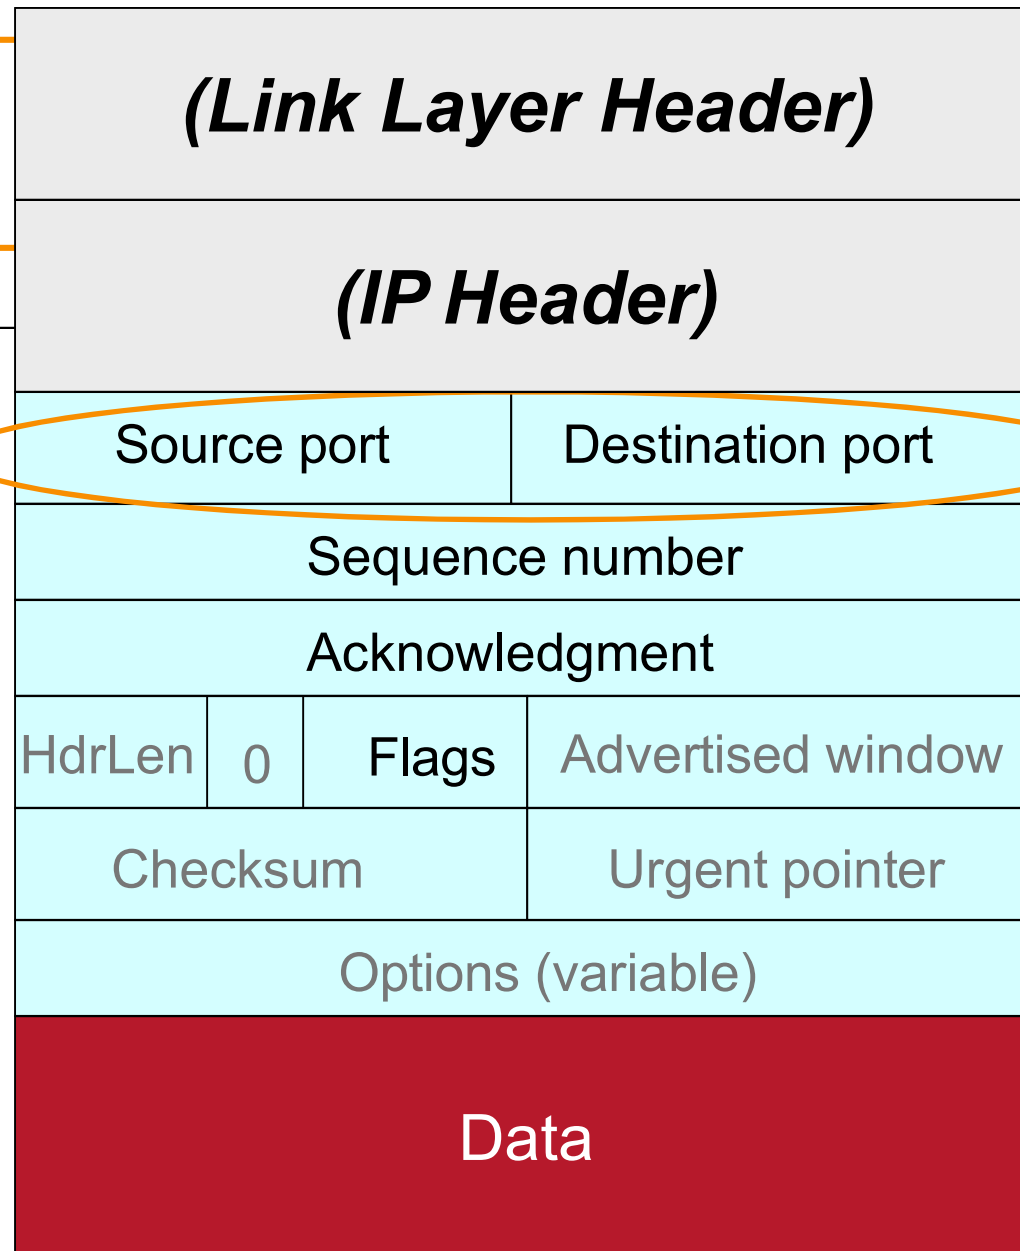 (Link Layer Header)
(IP Header)
Source port Destination port
Sequence number
Acknowledgment
HdrLen 0 Flags Advertised window
Checksum Urgent pointer
Options (variable)
Data